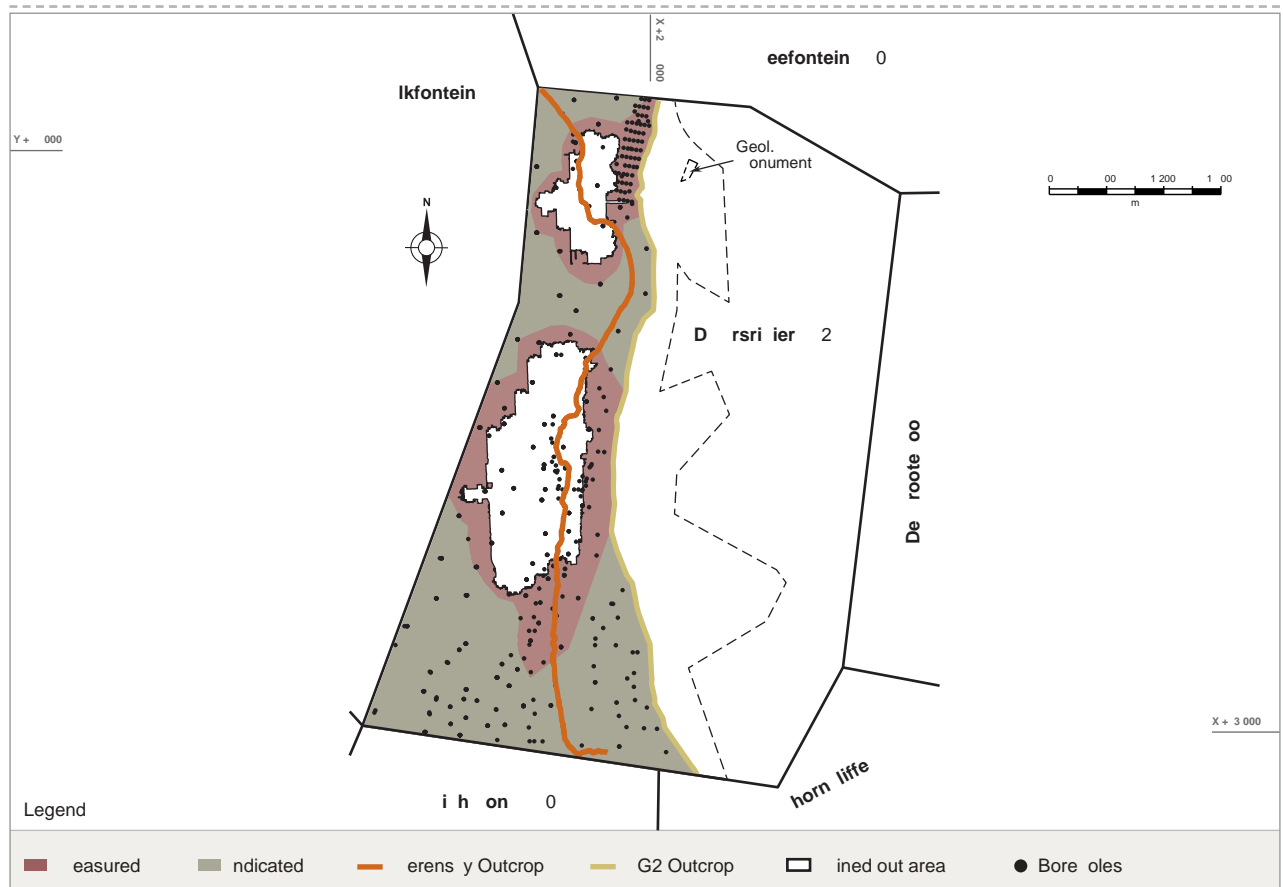 X + 2 000
eefontein 0
lkfontein
Y + 000
Geol.
onument
0 00 1 200 1 00
m
N
D rsri ier 2
De roote oo
X + 3 000
horn liffe
i h on 0
Legend
easured
ndicated
erens y Outcrop
G2 Outcrop
ined out area
Bore oles